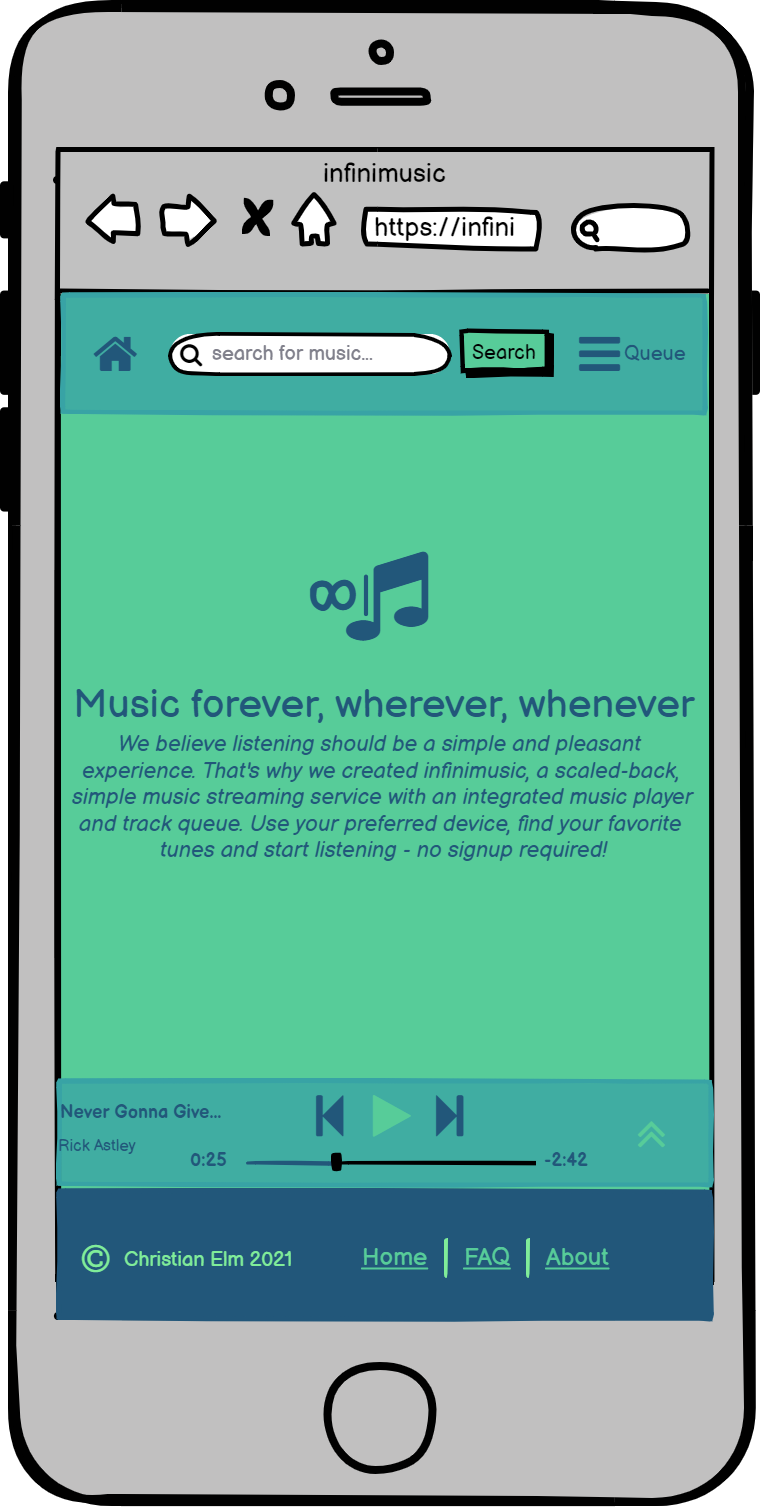 infinimusic
https://infini
search for music...
Search
Queue
Music forever, wherever, whenever
We believe listening should be a simple and pleasant
experience. That's why we created infinimusic, a scaled-back,
simple music streaming service with an integrated music player
and track queue. Use your preferred device, find your favorite
tunes and start listening - no signup required!
Never Gonna Give...
Rick Astley
0:25
-2:42
© Christian Elm 2021
Home
FAQ
About